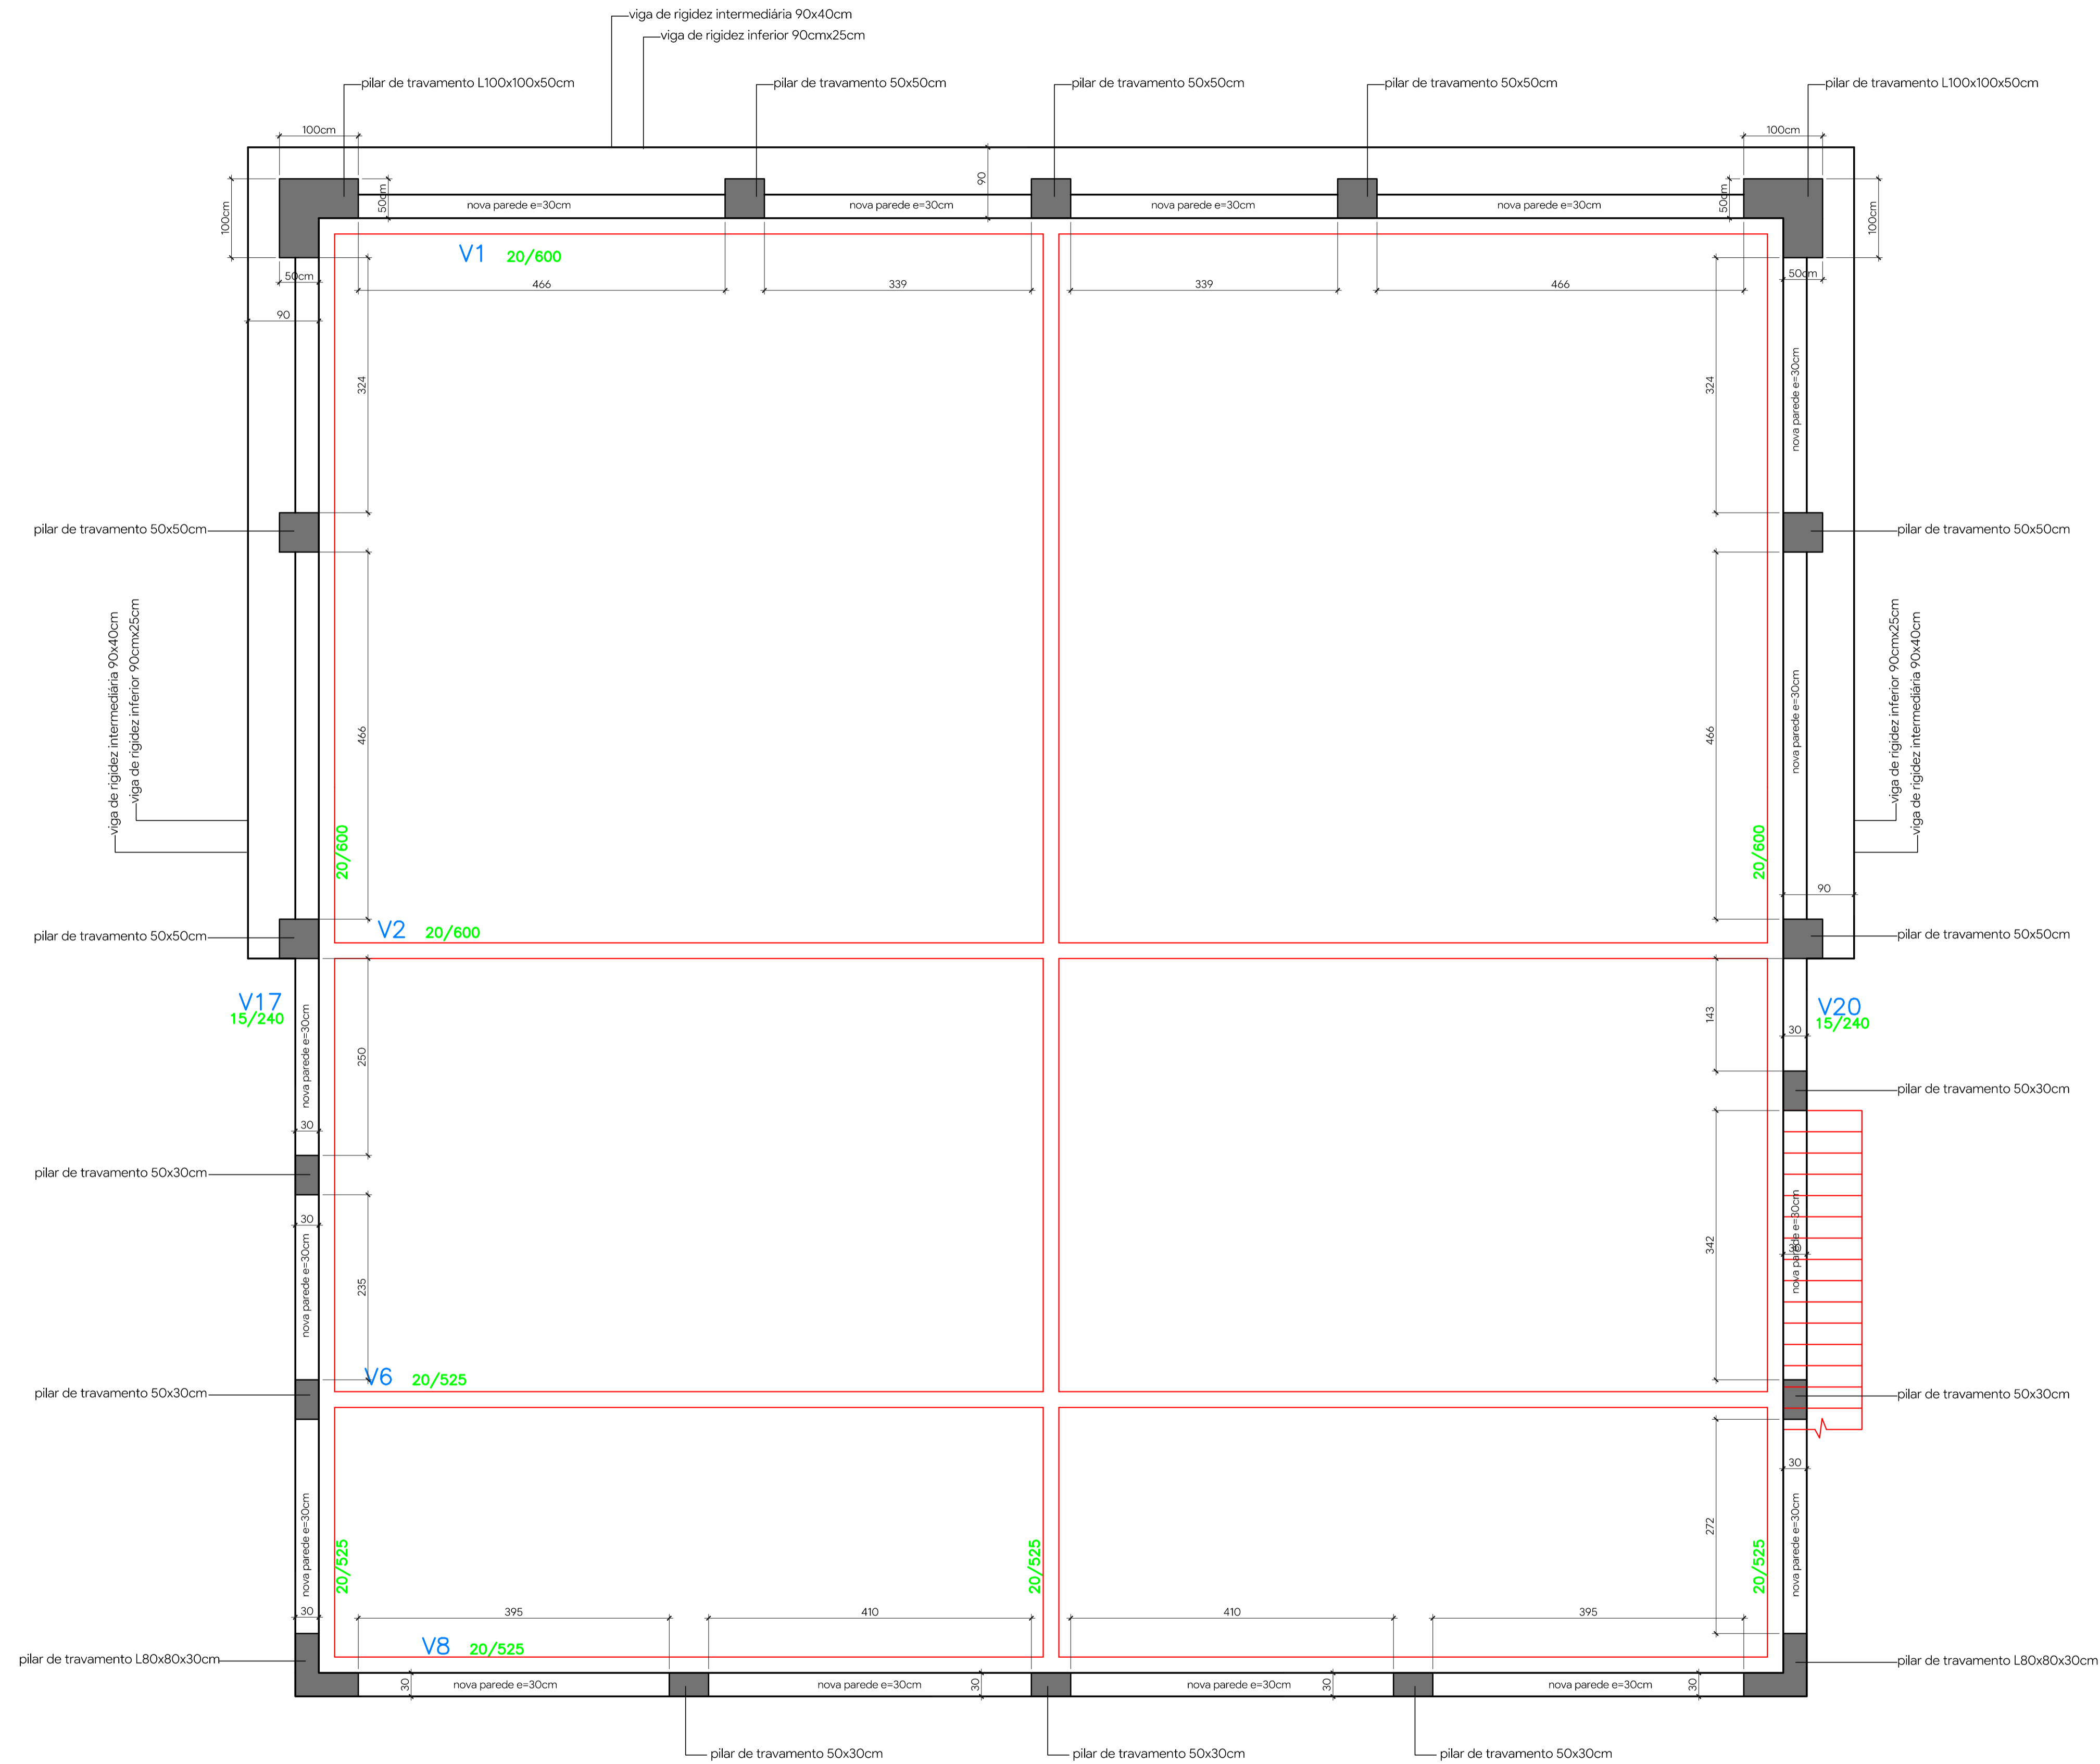 viga de rigidez intermediária 90x40cm
viga de rigidez inferior 90cmx25cm
pilar de travamento L100x100x50cm
pilar de travamento 50x50cm
pilar de travamento 50x50cm
pilar de travamento 50x50cm
pilar de travamento L100x100x50cm
100cm
100cm
90
100cm
50cm
50cm
100cm
nova parede e=30cm
nova parede e=30cm
nova parede e=30cm
nova parede e=30cm
V1 20/600
50cm
50cm
466
339
339
466
90
324
324
nova parede e=30cm
pilar de travamento 50x50cm
pilar de travamento 50x50cm
viga de rigidez intermediária 90x40cm
viga de rigidez inferior 90cmx25cm
466
466
nova parede e=30cm
viga de rigidez inferior 90cmx25cm
viga de rigidez intermediária 90x40cm
20/600
20/600
90
pilar de travamento 50x50cm
V2 20/600
pilar de travamento 50x50cm
V17
15/240
nova parede e=30cm
250
143
30
V20
15/240
pilar de travamento 50x30cm
30
pilar de travamento 50x30cm
30
nova parede e=30cm
235
342
nova parede e=30cm
30
V6 20/525
pilar de travamento 50x30cm
pilar de travamento 50x30cm
30
nova parede e=30cm
20/525
20/525
20/525
272
nova parede e=30cm
30
395
410
410
395
V8 20/525
pilar de travamento L80x80x30cm
pilar de travamento L80x80x30cm
30
nova parede e=30cm
nova parede e=30cm
30
nova parede e=30cm
30
nova parede e=30cm
30
pilar de travamento 50x30cm
pilar de travamento 50x30cm
pilar de travamento 50x30cm